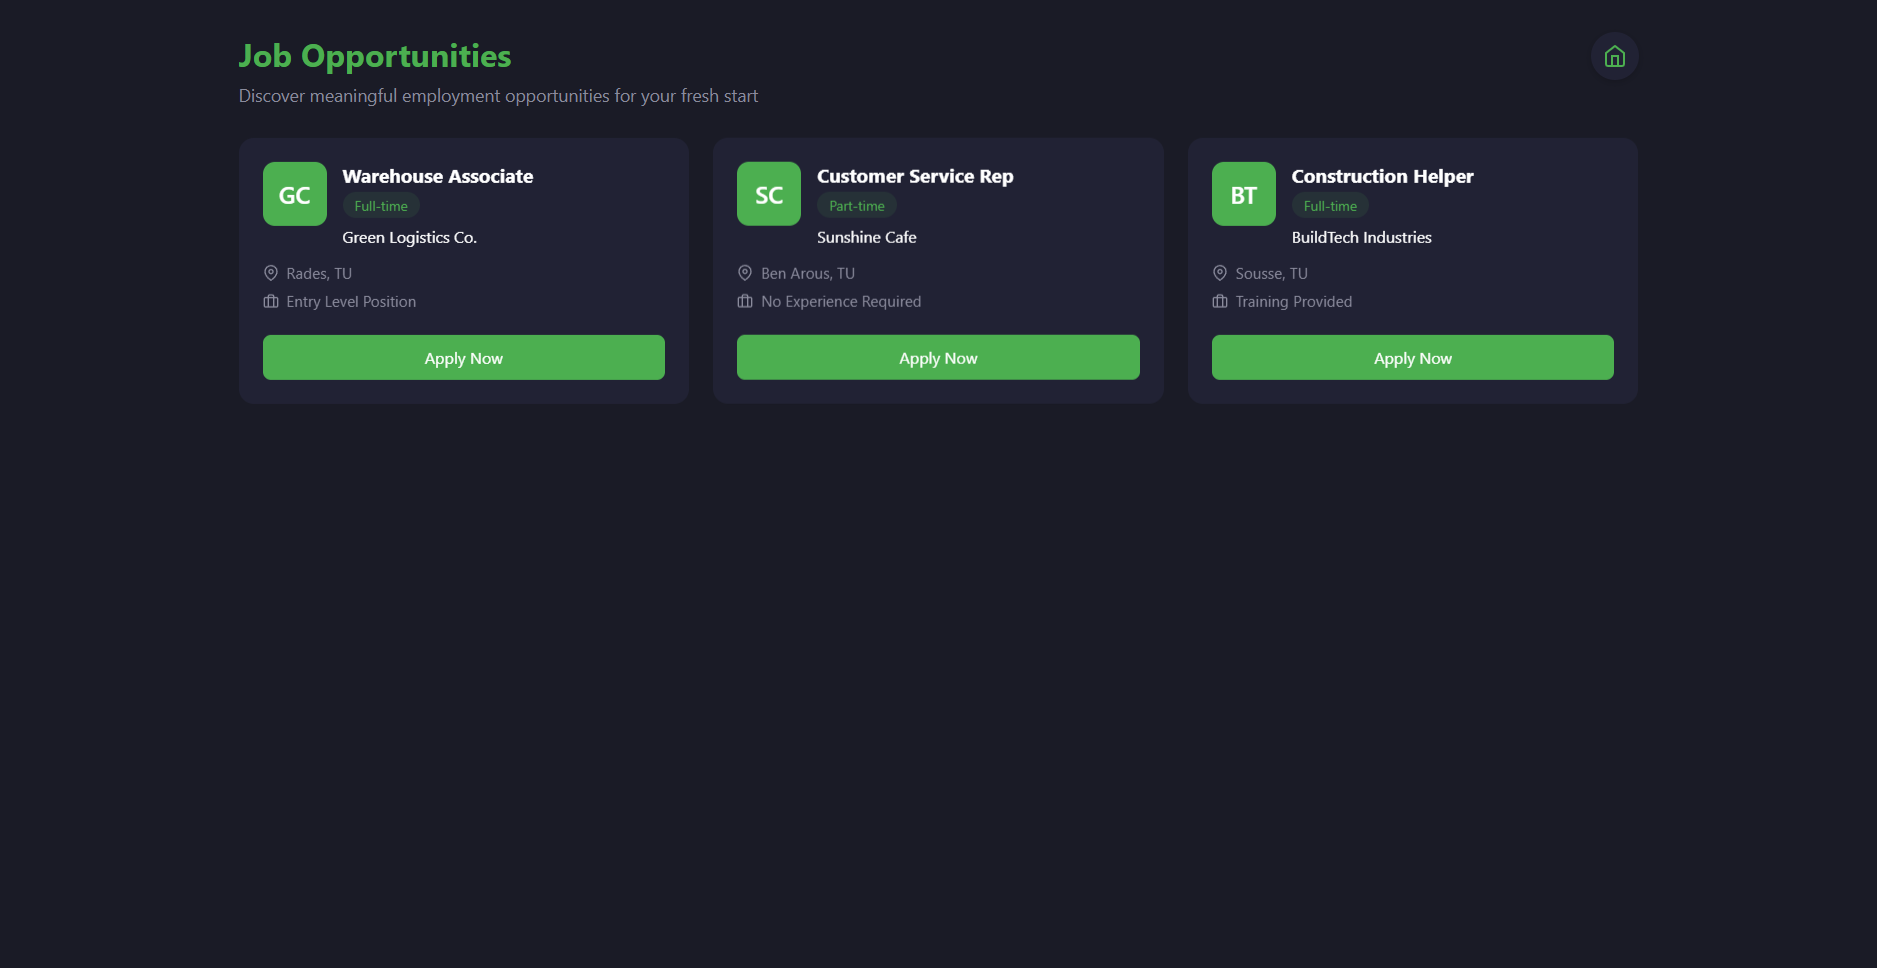 Job Opportunities
Discover meaningful employment opportunities for your fresh start
GC
Warehouse Associate
Full-time
Green Logistics Co.
Rades, TU
Entry Level Position
Apply Now
SC
Customer Service Rep
Part-time
Sunshine Cafe
Ben Arous, TU
No Experience Required
Apply Now
BT
Construction Helper
Full-time
BuildTech Industries
Sousse, TU
Training Provided
Apply Now